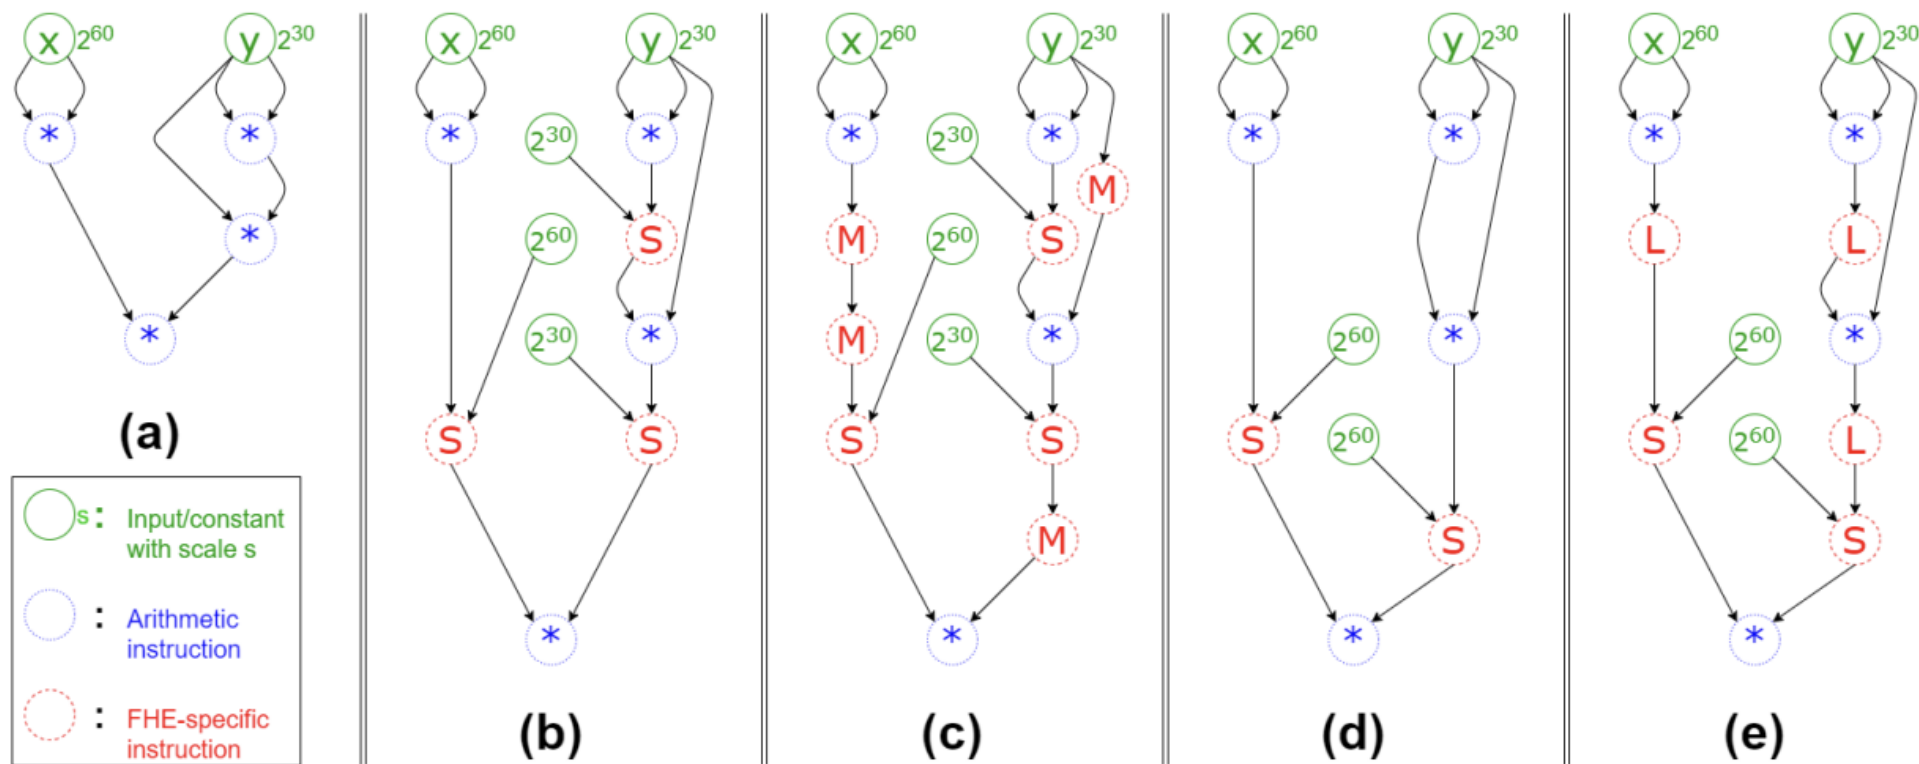 x 2^60 y 2^30
* *
*
*
(a)
s : Input/constant
with scale s
: Arithmetic
instruction
: FHE-specific
instruction
x 2^60 y 2^30
* 2^30 *
2^60 S
2^30 *
S S
*
(b)
x 2^60 y 2^30
* 2^30 *
M
M 2^60 S
M 2^30 *
S S
M
*
(c)
x 2^60 y 2^30
* *
2^60 *
S 2^60
S
*
(d)
x 2^60 y 2^30
* *
L L
2^60 *
S 2^60 L
S
*
(e)